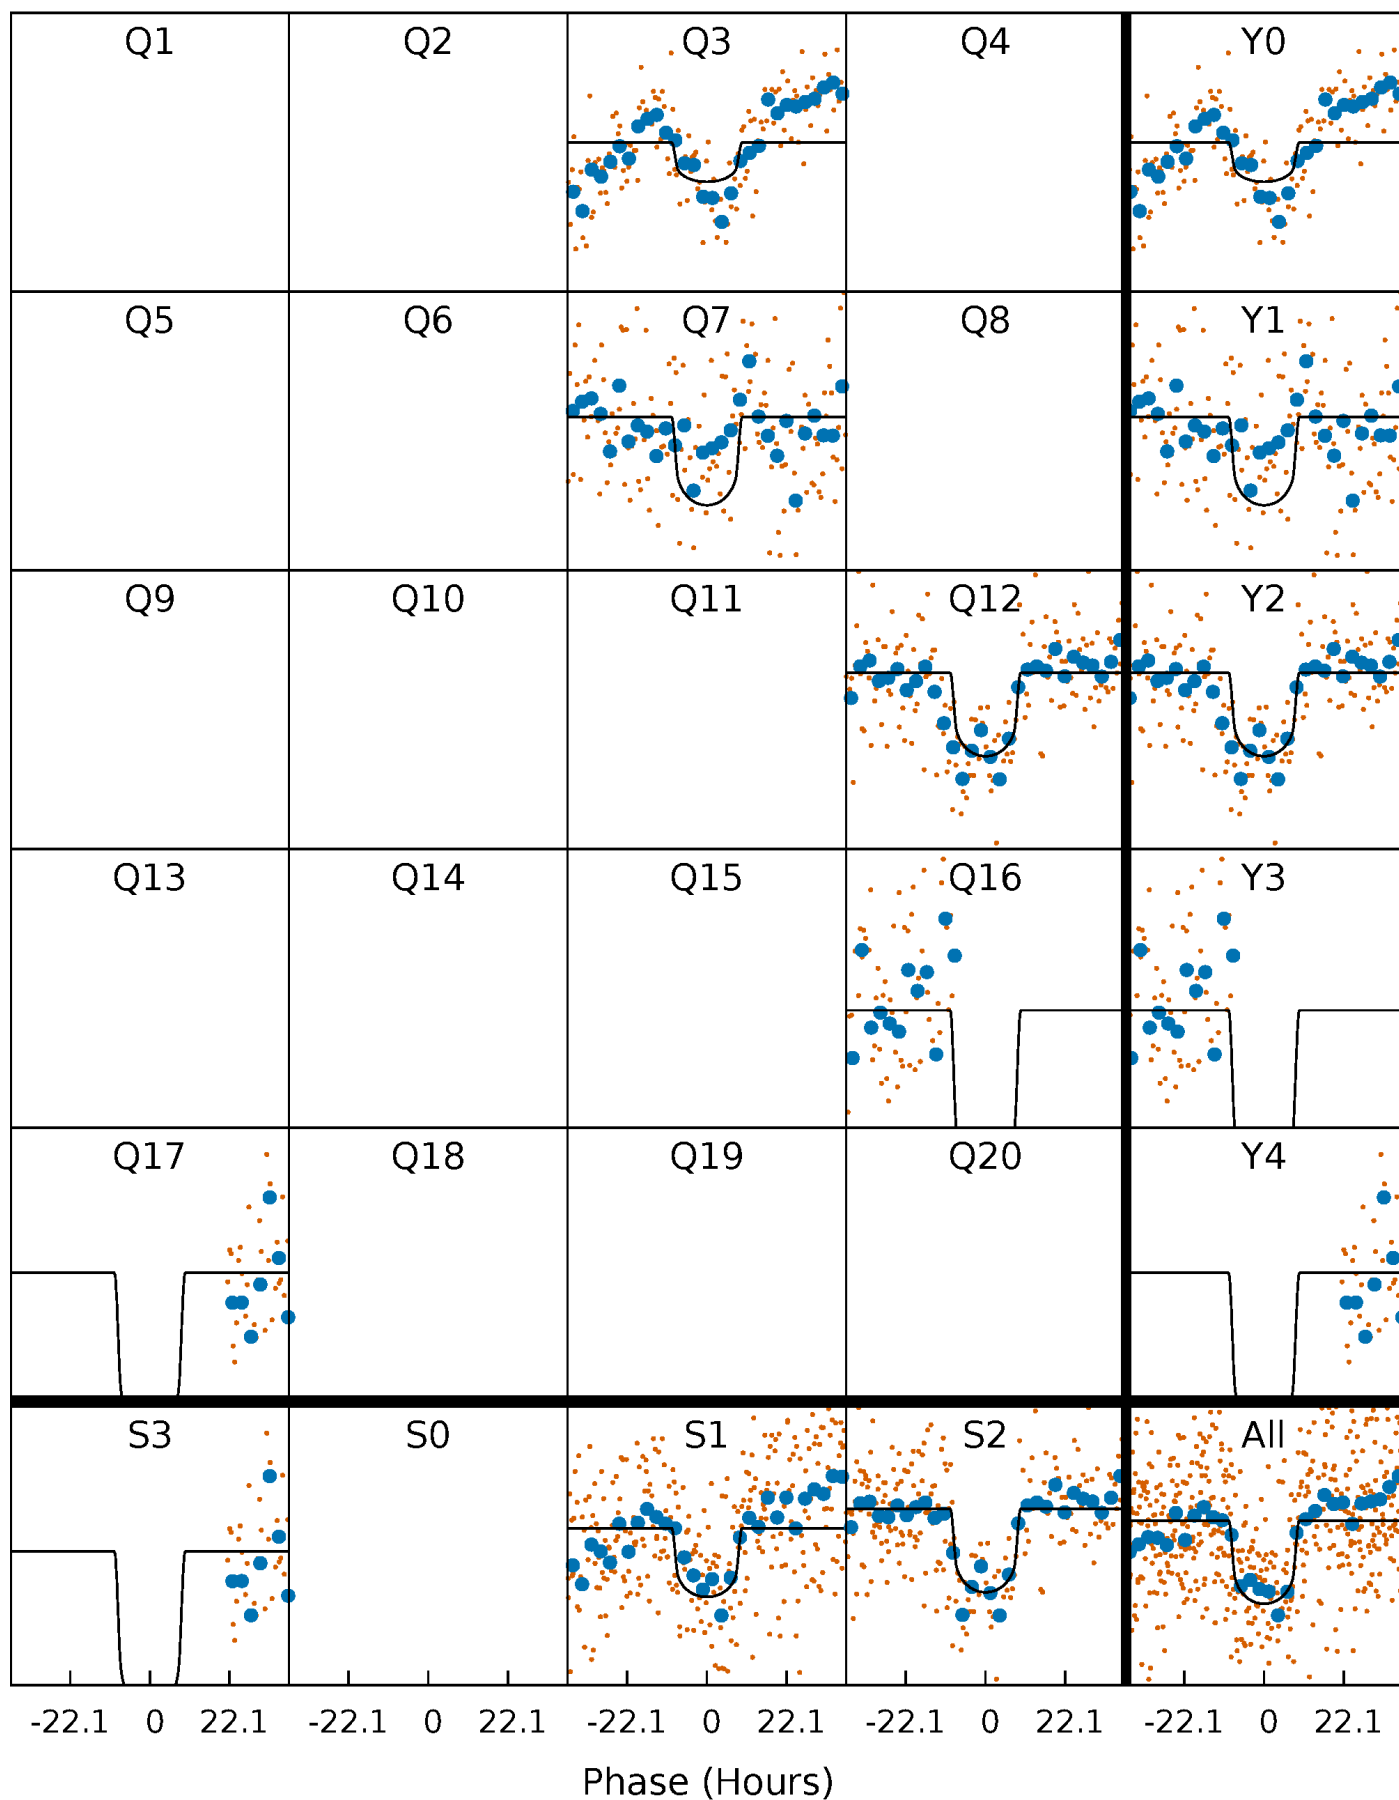 Q1 Q2 Q3 Q4 Y0
Q5 Q6 Q7 Q8 Y1
Q9 Q10 Q11 Q12 Y2
Q13 Q14 Q15 Q16 Y3
Q17 Q18 Q19 Q20 Y4
S3 S0 S1 S2 All
-22.1 0 22.1 -22.1 0 22.1 -22.1 0 22.1 -22.1 0 22.1 -22.1 0 22.1
Phase (Hours)